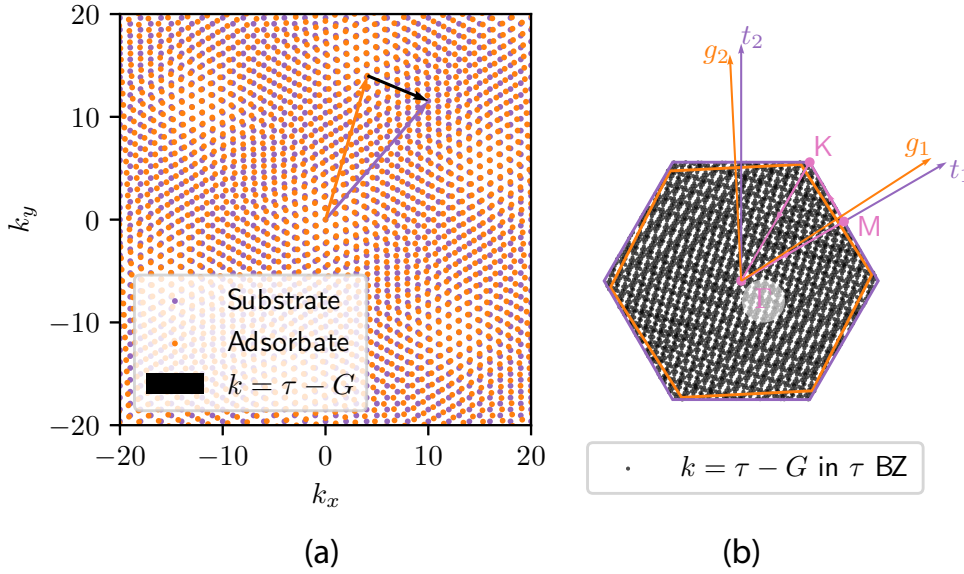 20
10
0
−10
−20
k_y
Substrate
Adsorbate
k = τ − G
−20 −10 0 10 20
k_x
(a)
t_2
g_2
K
g_1
t_1
M
Γ
k = τ − G in τ BZ
(b)